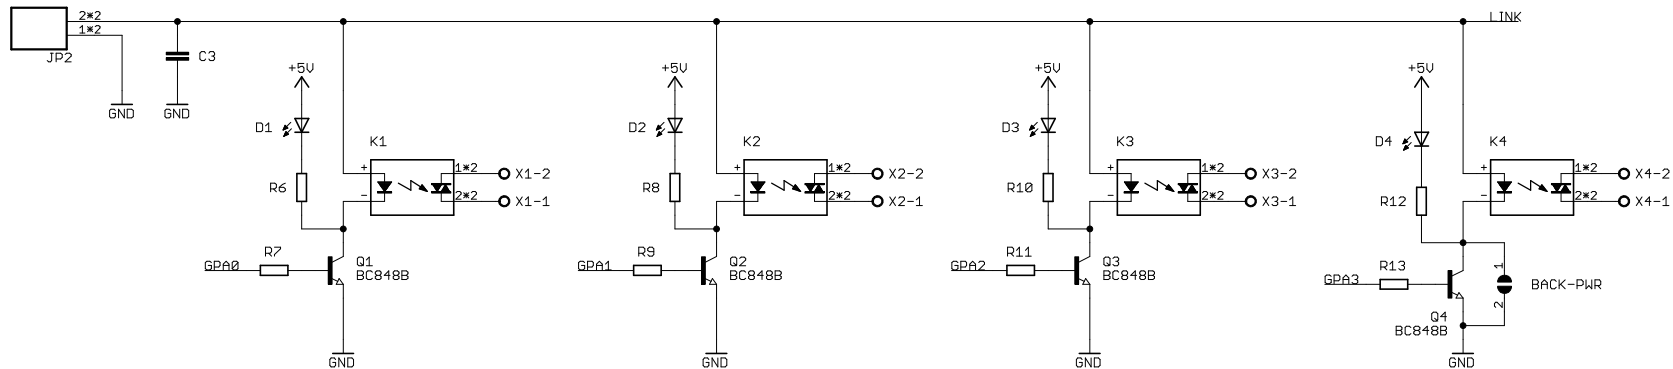 2*2
1*2
JP2
GND
C3
GND
LINK
+5V
D1
R6
K1
+
-
1*2
2*2
X1-2
X1-1
R7
GPA0
Q1
BC848B
GND
+5V
D2
R8
K2
+
-
1*2
2*2
X2-2
X2-1
R9
GPA1
Q2
BC848B
GND
+5V
D3
R10
K3
+
-
1*2
2*2
X3-2
X3-1
R11
GPA2
Q3
BC848B
GND
+5V
D4
R12
K4
+
-
1*2
2*2
X4-2
X4-1
R13
GPA3
Q4
BC848B
1
2
BACK-PWR
GND